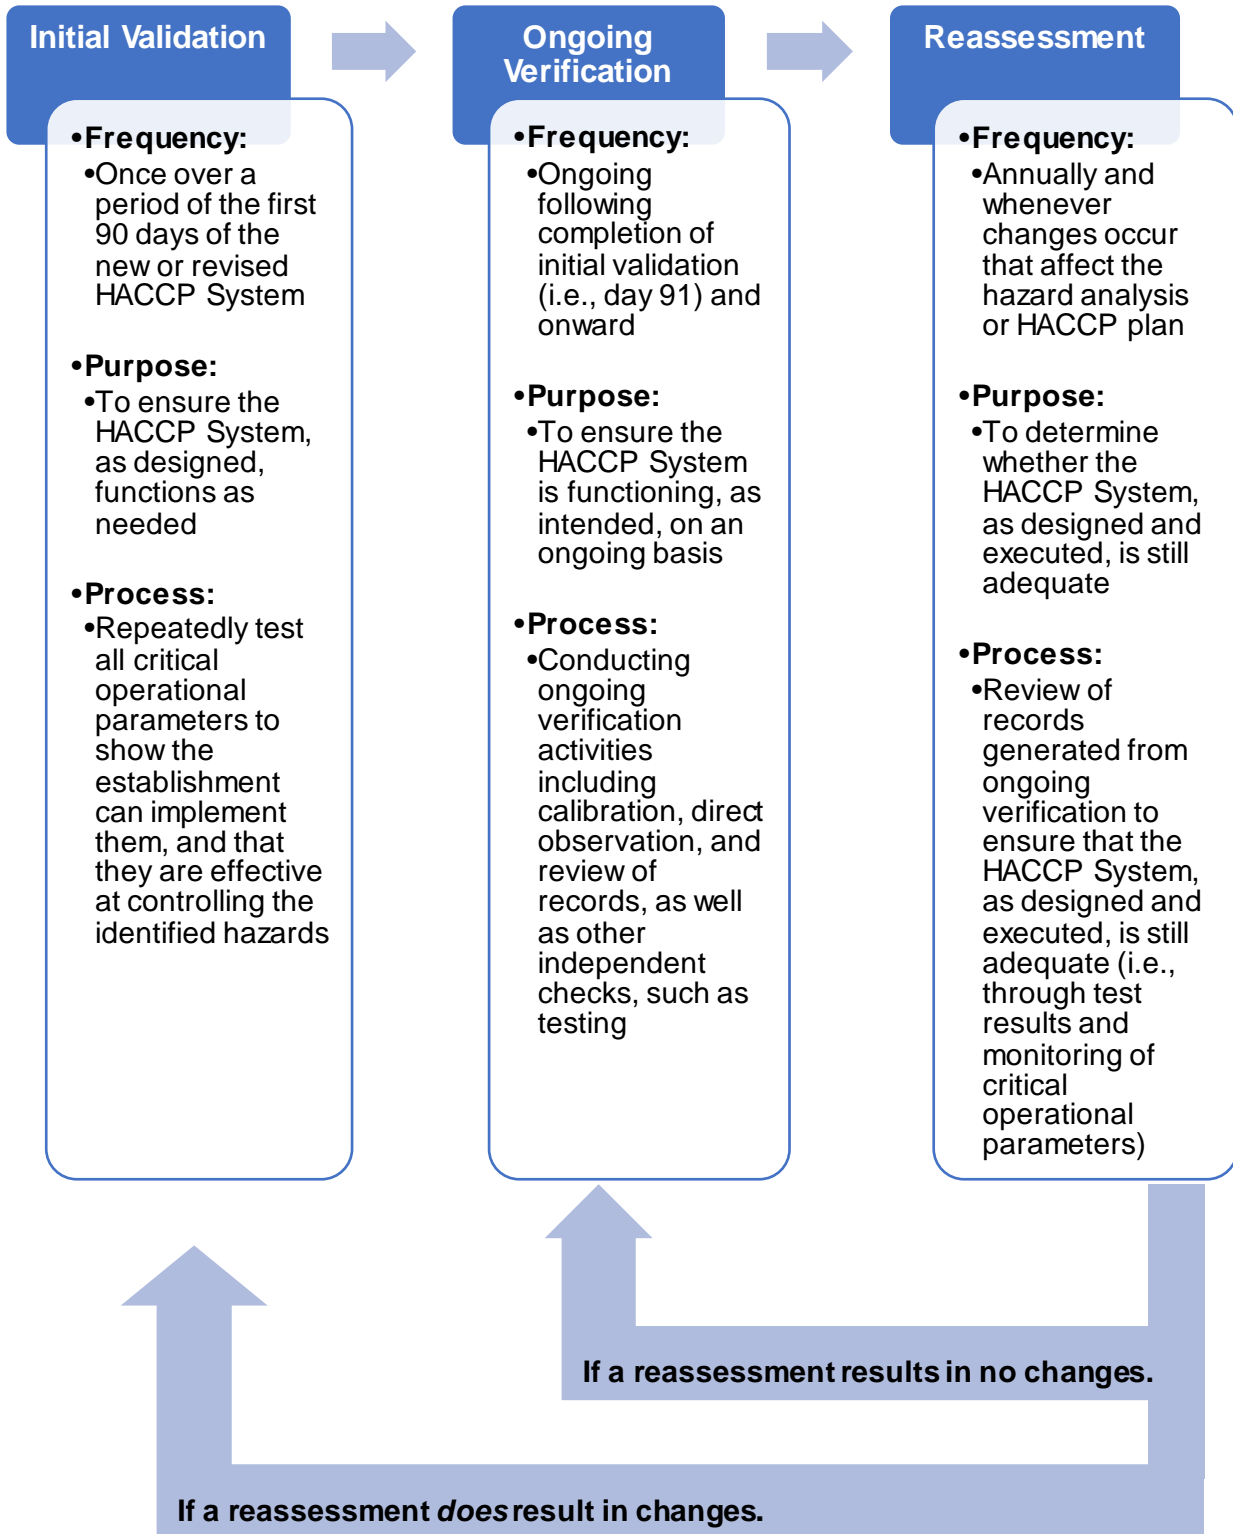 Initial Validation
•Frequency:
•Once over a
period of the first
90 days of the
new or revised
HACCP System
•Purpose:
•To ensure the
HACCP System,
as designed,
functions as
needed
•Process:
•Repeatedly test
all critical
operational
parameters to
show the
establishment
can implement
them, and that
they are effective
at controlling the
identified hazards
Ongoing
Verification
•Frequency:
•Ongoing
following
completion of
initial validation
(i.e., day 91) and
onward
•Purpose:
•To ensure the
HACCP System
is functioning, as
intended, on an
ongoing basis
•Process:
•Conducting
ongoing
verification
activities
including
calibration, direct
observation, and
review of
records, as well
as other
independent
checks, such as
testing
Reassessment
•Frequency:
•Annually and
whenever
changes occur
that affect the
hazard analysis
or HACCP plan
•Purpose:
•To determine
whether the
HACCP System,
as designed and
executed, is still
adequate
•Process:
•Review of
records
generated from
ongoing
verification to
ensure that the
HACCP System,
as designed and
executed, is still
adequate (i.e.,
through test
results and
monitoring of
critical
operational
parameters)
If a reassessment results in no changes.
If a reassessment does result in changes.